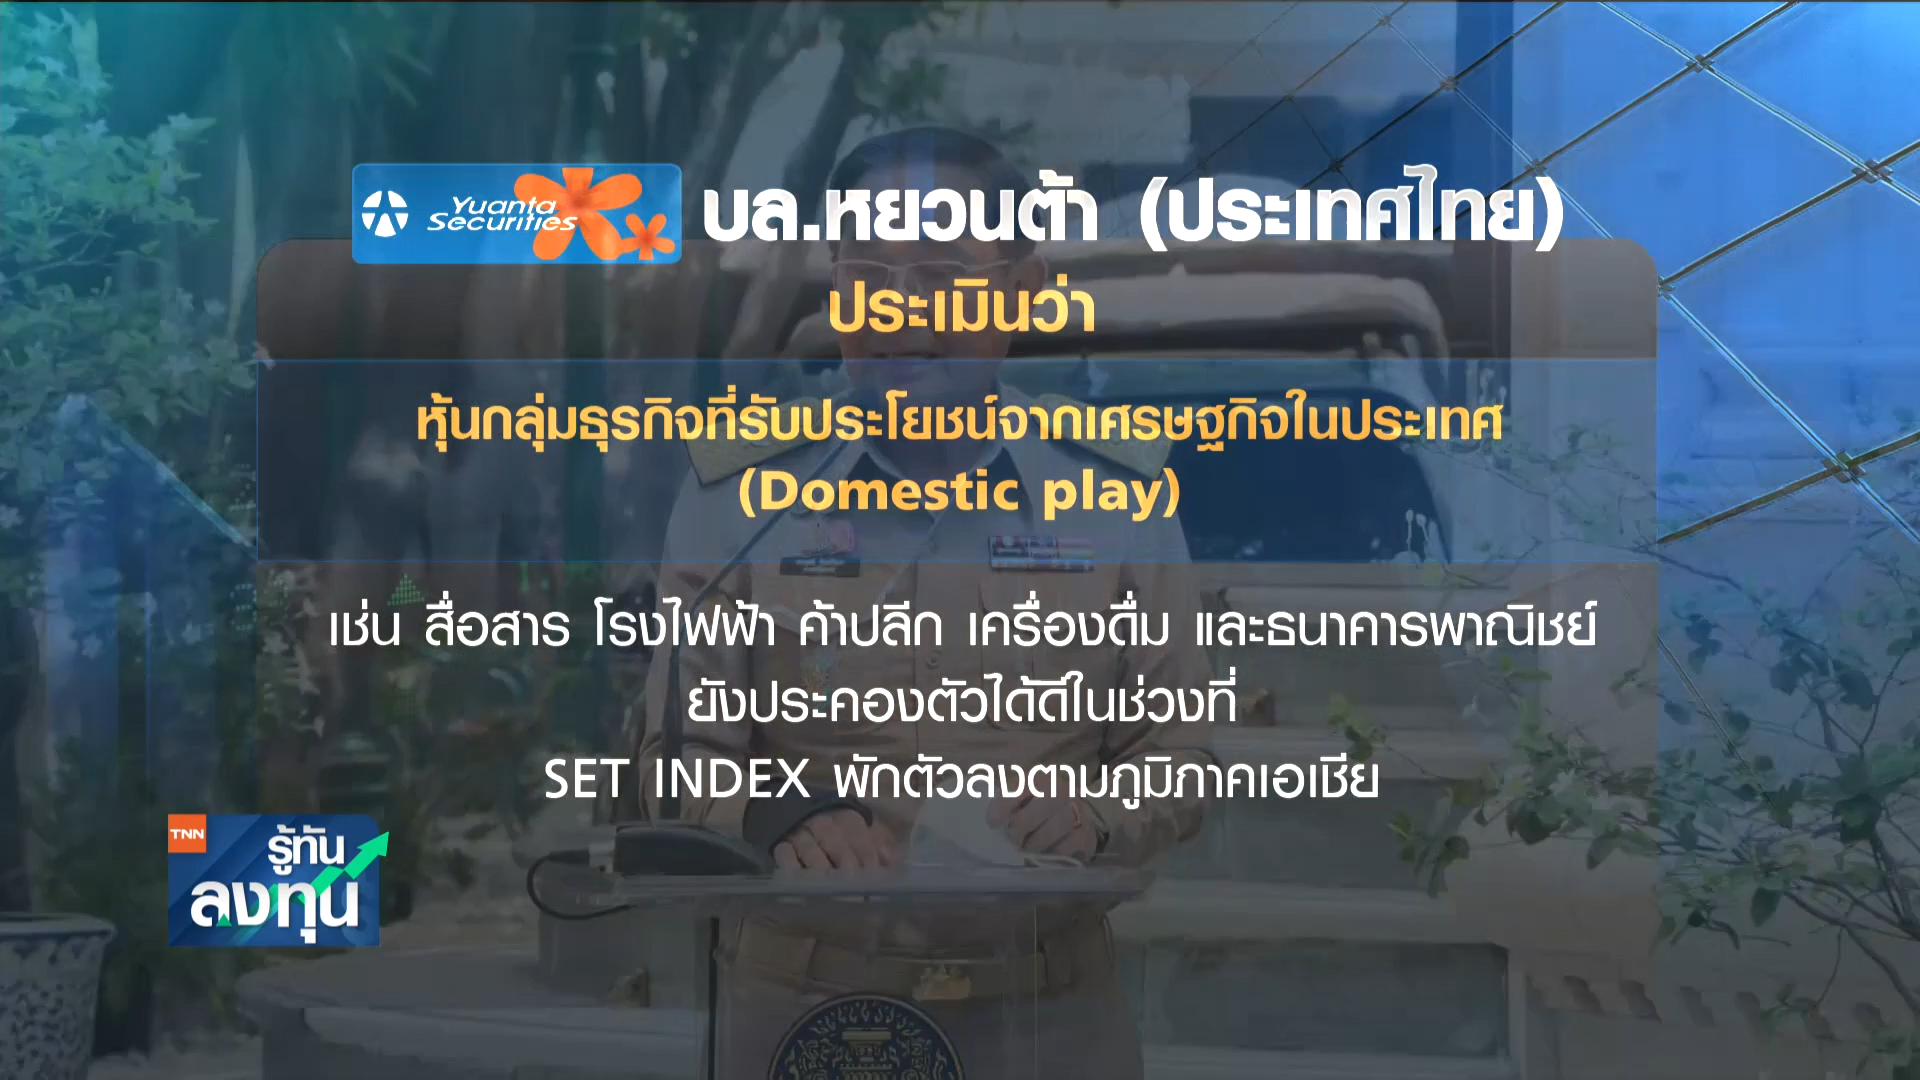 Yuanta
Securities
บล.หยวนต้า (ประเทศไทย)
ประเมินว่า
หุ้นกลุ่มธุรกิจที่รับประโยชน์จากเศรษฐกิจในประเทศ
(Domestic play)
เช่น สื่อสาร โรงไฟฟ้า ค้าปลีก เครื่องดื่ม และธนาคารพาณิชย์
ยังประคองตัวได้ดีในช่วงที่
SET INDEX พักตัวลงตามภูมิภาคเอเชีย
TNN
รู้ทัน
ลงทุน